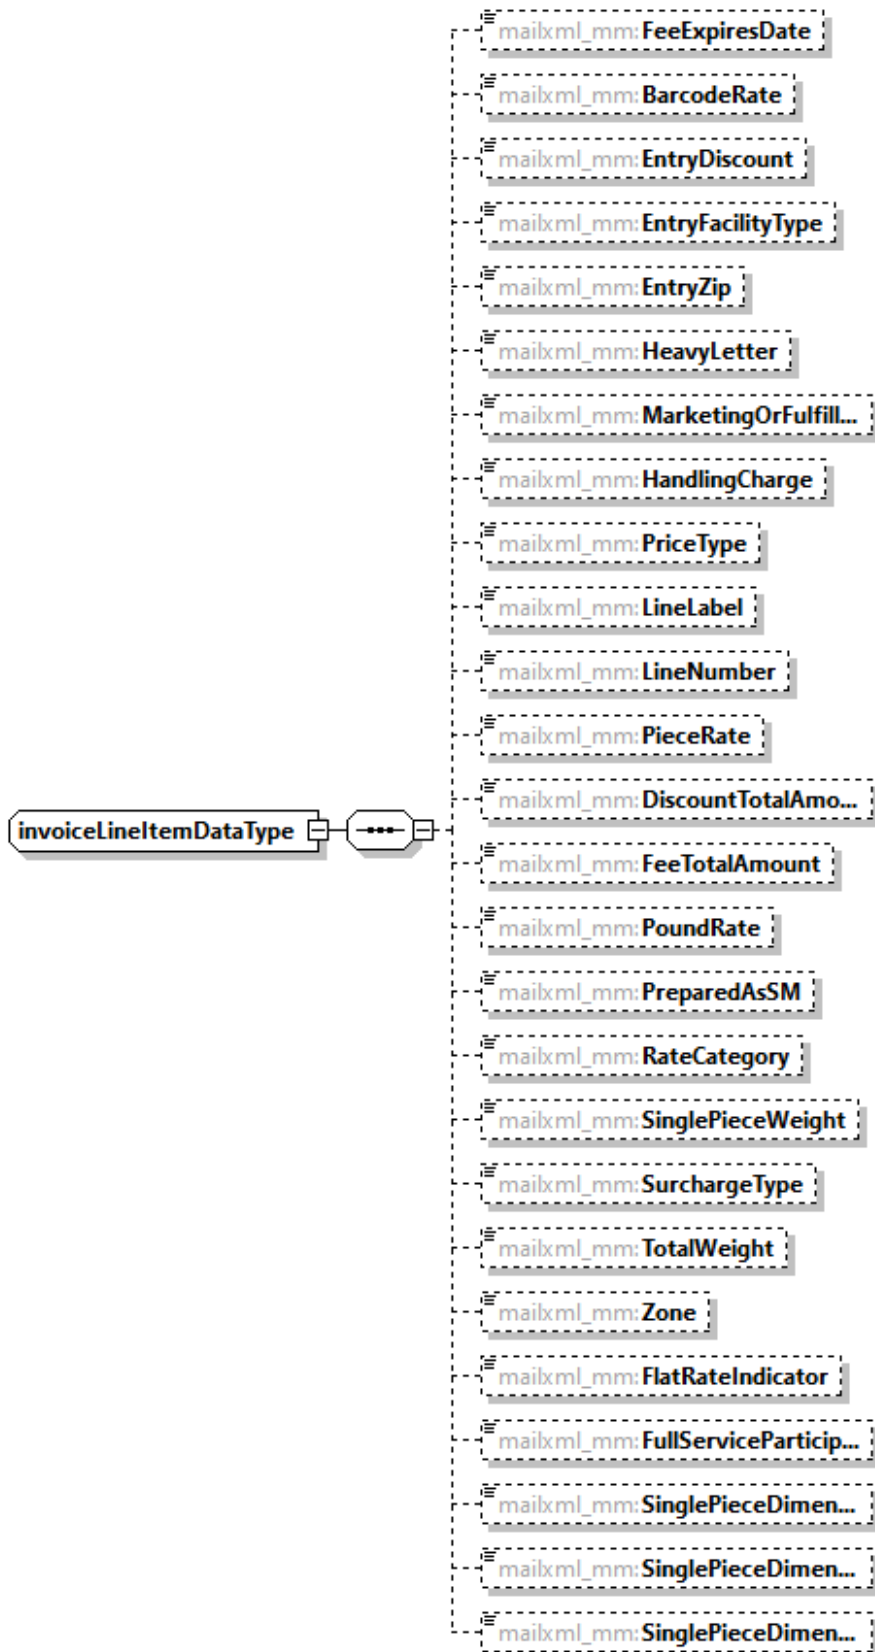 mailxml_mm:FeeExpiresDate
mailxml_mm:BarcodeRate
mailxml_mm:EntryDiscount
mailxml_mm:EntryFacilityType
mailxml_mm:EntryZip
mailxml_mm:HeavyLetter
mailxml_mm:MarketingOrFulfill...
mailxml_mm:HandlingCharge
mailxml_mm:PriceType
mailxml_mm:LineLabel
mailxml_mm:LineNumber
mailxml_mm:PieceRate
mailxml_mm:DiscountTotalAmo...
invoiceLineItemDataType
mailxml_mm:FeeTotalAmount
mailxml_mm:PoundRate
mailxml_mm:PreparedAsSM
mailxml_mm:RateCategory
mailxml_mm:SinglePieceWeight
mailxml_mm:SurchargeType
mailxml_mm:TotalWeight
mailxml_mm:Zone
mailxml_mm:FlatRateIndicator
mailxml_mm:FullServiceParticip...
mailxml_mm:SinglePieceDimen...
mailxml_mm:SinglePieceDimen...
mailxml_mm:SinglePieceDimen...